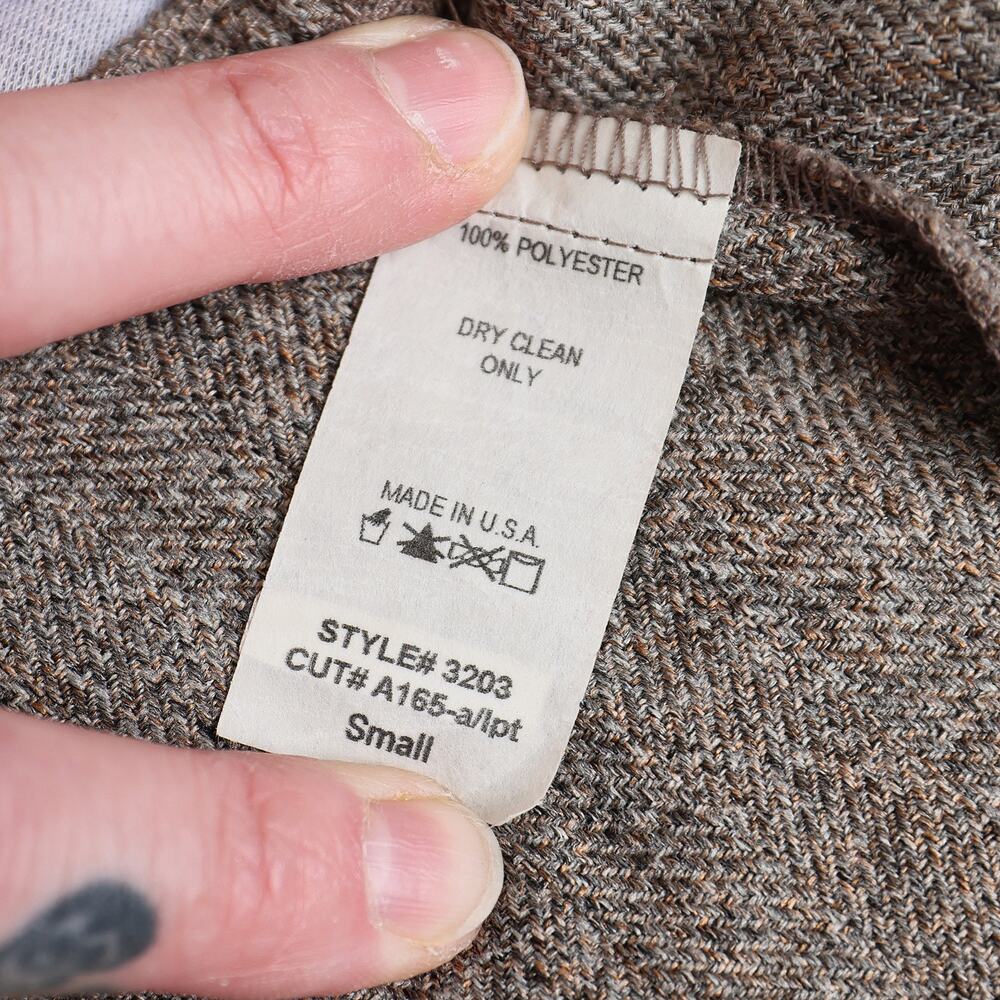 100% POLYESTER
DRY CLEAN
ONLY
MADE IN U.S.A.
STYLE# 3203
CUT# A165-a/lpt
Small